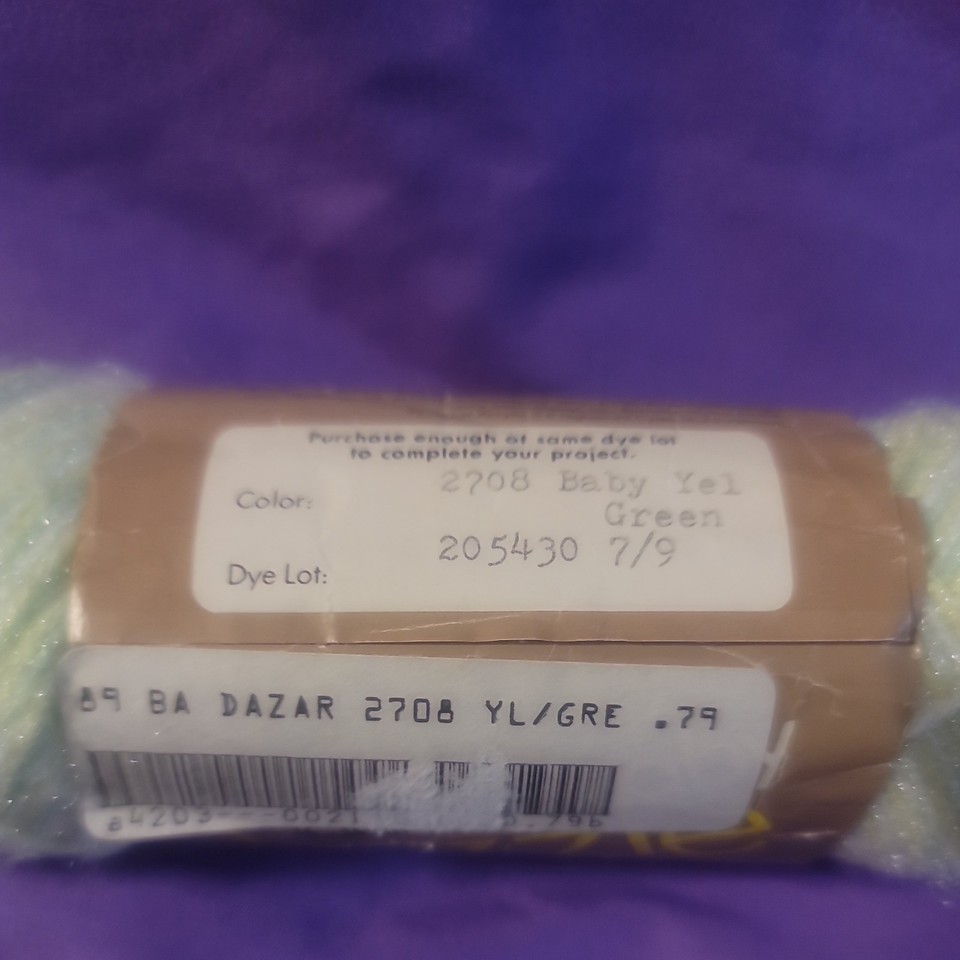 Purchase enough of same dye lot
to complete your project.
Color: 2708 Baby Yel
Green
Dye Lot: 205430 7/9
89 BA DAZAR 2708 YL/GRE .79